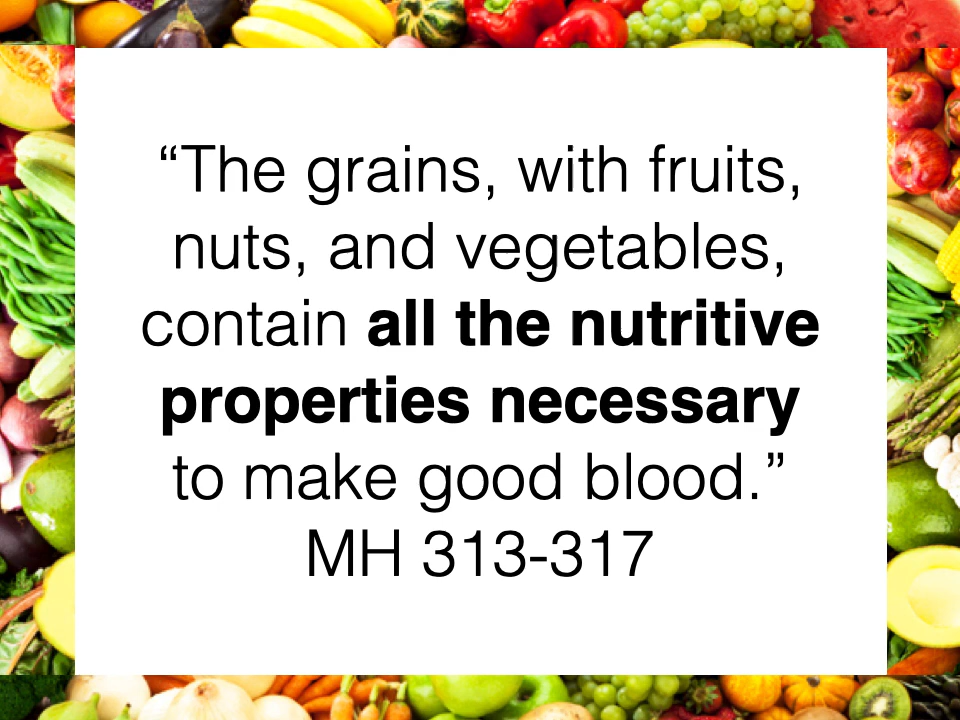 “The grains, with fruits,
nuts, and vegetables,
contain all the nutritive
properties necessary
to make good blood.”
MH 313-317